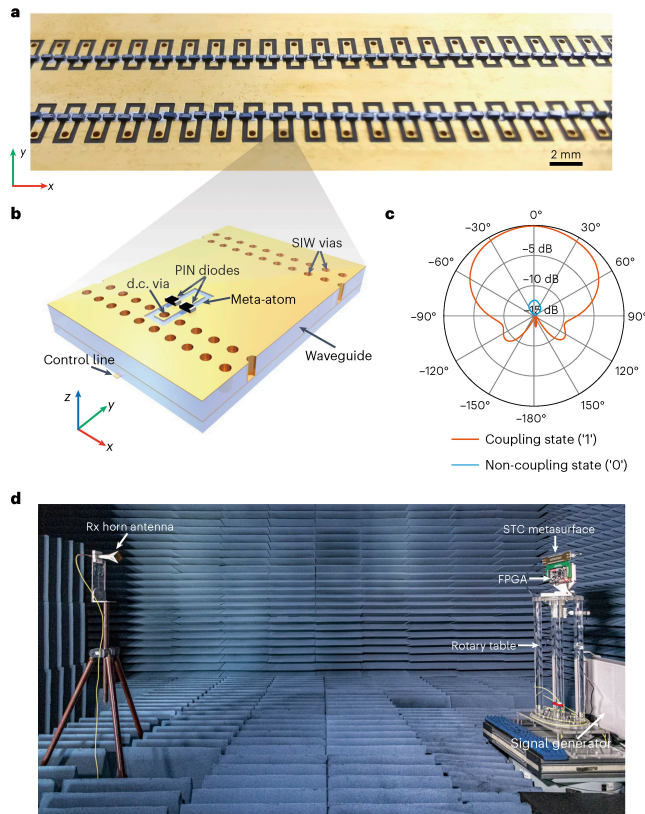 a
y
x
2 mm
b
SIW vias
PIN diodes
d.c. via
Meta-atom
Control line
Waveguide
z
y
x
c
0°
–30°
30°
–5 dB
–60°
60°
–10 dB
–15 dB
–90°
90°
–120°
120°
–150°
150°
–180°
Coupling state ('1')
Non-coupling state ('0')
d
Rx horn antenna
STC metasurface
FPGA
Rotary table
Signal generator